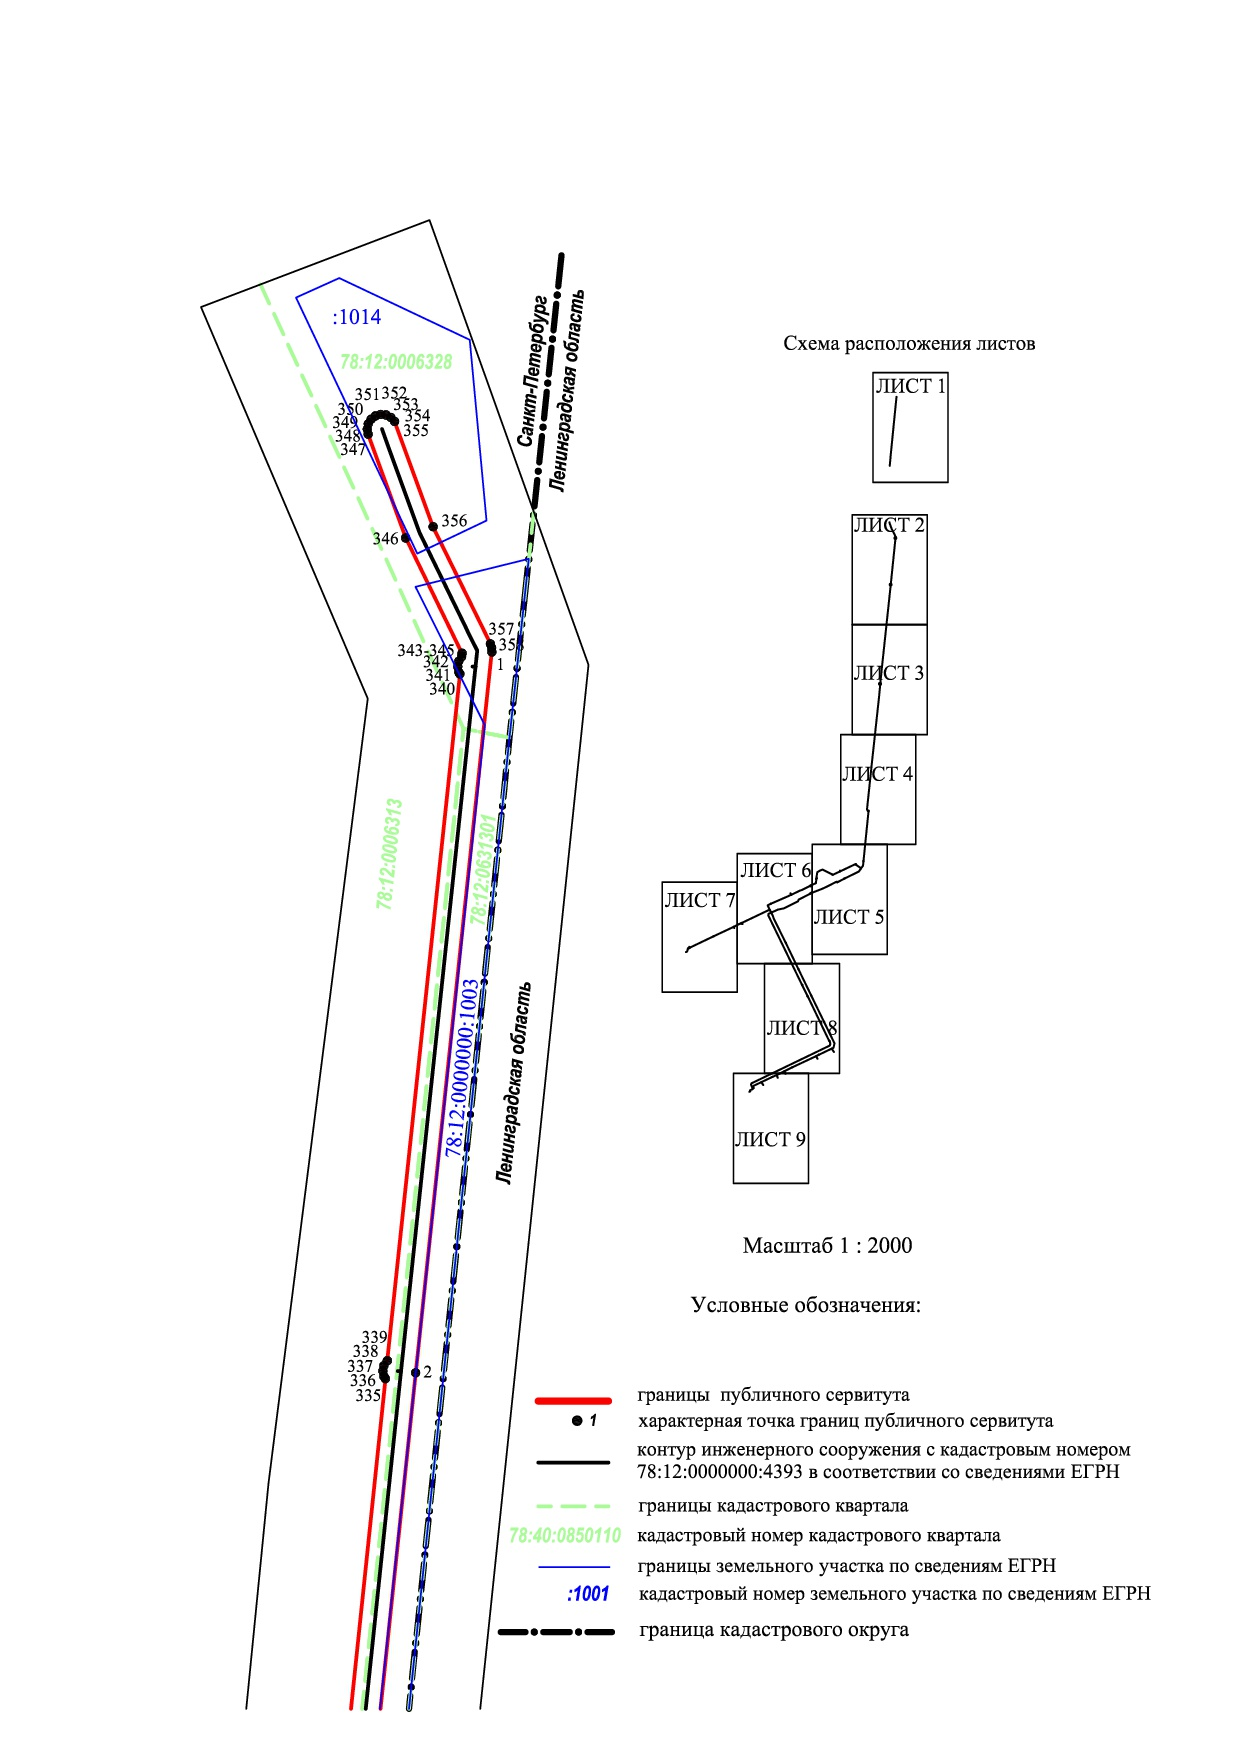 :1014
78:12:0006328
Санкт-Петербург
Ленинградская область
351
352
350
353
349
354
348
355
347
356
346
357
358
343-345
342
1
341
340
78:12:0006313
78:12:0631301
78:12:0000000:1003
Ленинградская область
339
338
337
2
336
335
Схема расположения листов
ЛИСТ 1
ЛИСТ 2
ЛИСТ 3
ЛИСТ 4
ЛИСТ 6
ЛИСТ 7
ЛИСТ 5
ЛИСТ 8
ЛИСТ 9
Масштаб 1 : 2000
Условные обозначения:
границы публичного сервитута
1 характерная точка границ публичного сервитута
контур инженерного сооружения с кадастровым номером
78:12:0000000:4393 в соответствии со сведениями ЕГРН
границы кадастрового квартала
78:40:0850110 кадастровый номер кадастрового квартала
границы земельного участка по сведениям ЕГРН
:1001 кадастровый номер земельного участка по сведениям ЕГРН
граница кадастрового округа